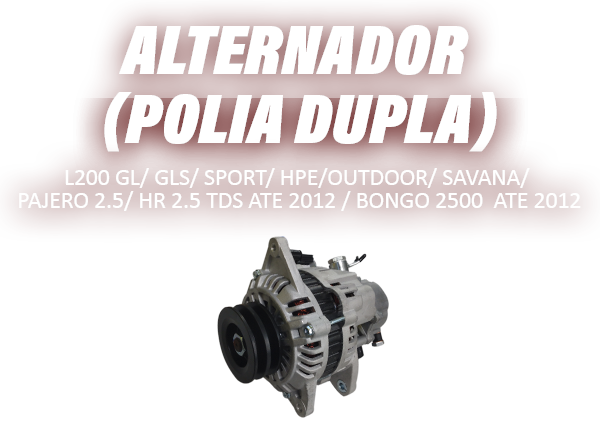 ALTERNADOR
(POLIA DUPLA)
L200 GL/ GLS/ SPORT/ HPE/OUTDOOR/ SAVANA/
PAJERO 2.5/ HR 2.5 TDS ATE 2012 / BONGO 2500  ATE 2012